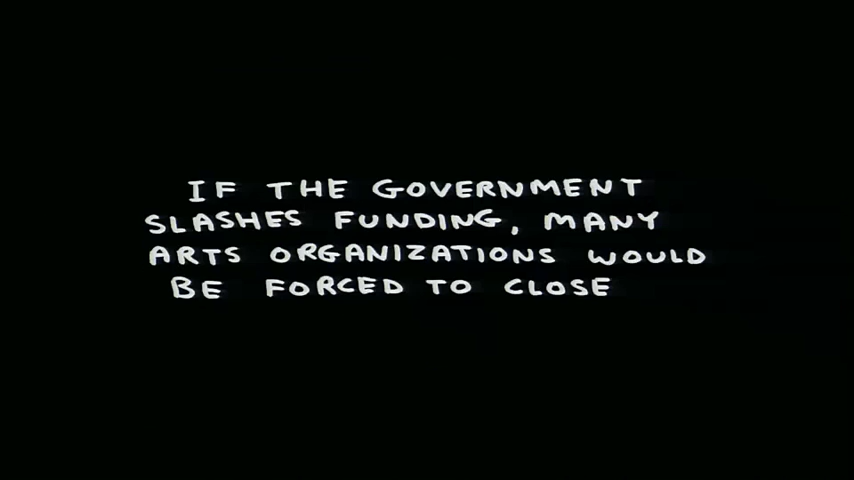 IF THE GOVERNMENT
SLASHES FUNDING, MANY
ARTS ORGANIZATIONS WOULD
BE FORCED TO CLOSE